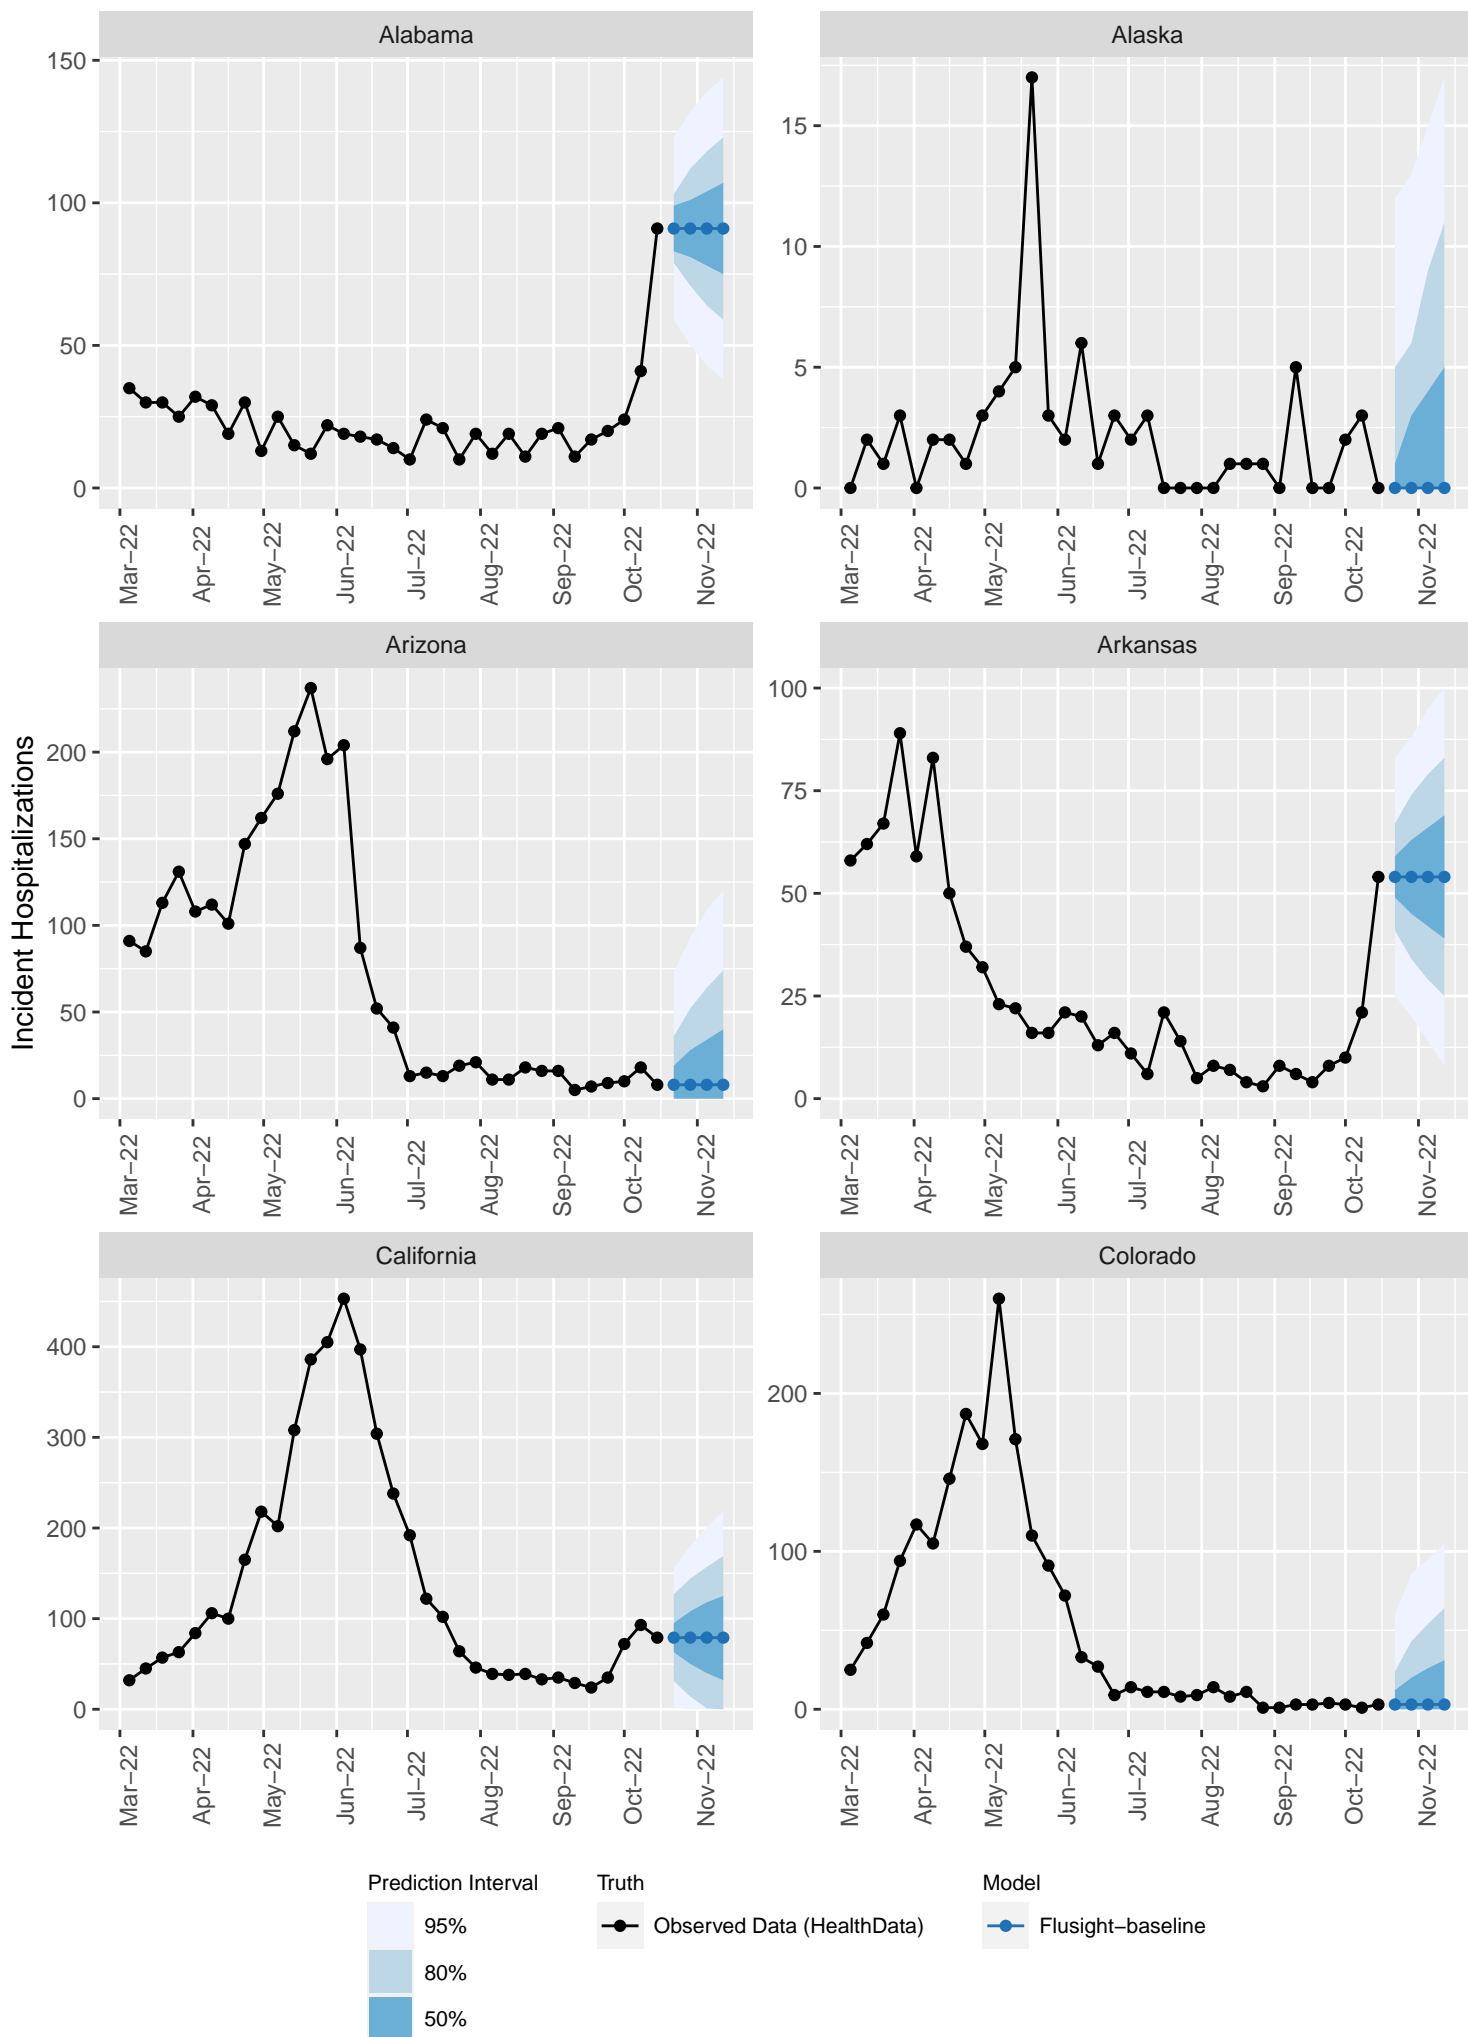 Alabama
Alaska
150
100
50
0
15
10
5
0
Mar−22
Apr−22
May−22
Jun−22
Jul−22
Aug−22
Sep−22
Oct−22
Nov−22
Mar−22
Apr−22
May−22
Jun−22
Jul−22
Aug−22
Sep−22
Oct−22
Nov−22
Incident Hospitalizations
Arizona
Arkansas
200
150
100
50
0
100
75
50
25
0
Mar−22
Apr−22
May−22
Jun−22
Jul−22
Aug−22
Sep−22
Oct−22
Nov−22
Mar−22
Apr−22
May−22
Jun−22
Jul−22
Aug−22
Sep−22
Oct−22
Nov−22
California
Colorado
400
300
200
100
0
200
100
0
Mar−22
Apr−22
May−22
Jun−22
Jul−22
Aug−22
Sep−22
Oct−22
Nov−22
Mar−22
Apr−22
May−22
Jun−22
Jul−22
Aug−22
Sep−22
Oct−22
Nov−22
Prediction Interval
95%
80%
50%
Truth
Observed Data (HealthData)
Model
Flusight−baseline